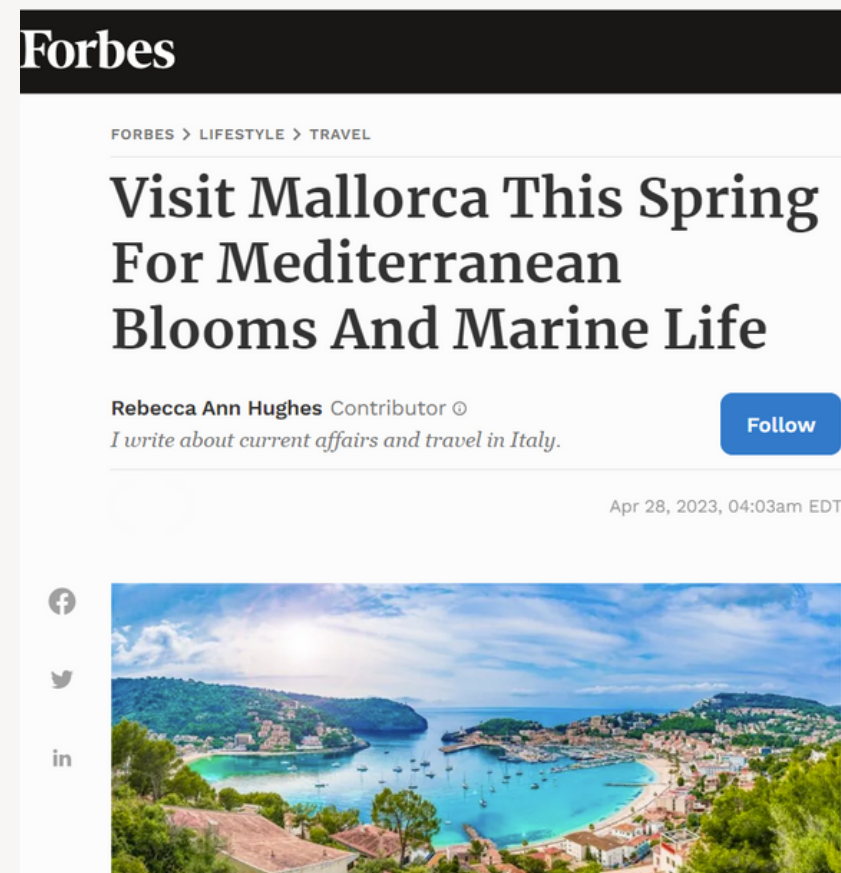 Forbes
FORBES > LIFESTYLE > TRAVEL
Visit Mallorca This Spring
For Mediterranean
Blooms And Marine Life
Rebecca Ann Hughes Contributor
I write about current affairs and travel in Italy.
Follow
Apr 28, 2023, 04:03am EDT
in